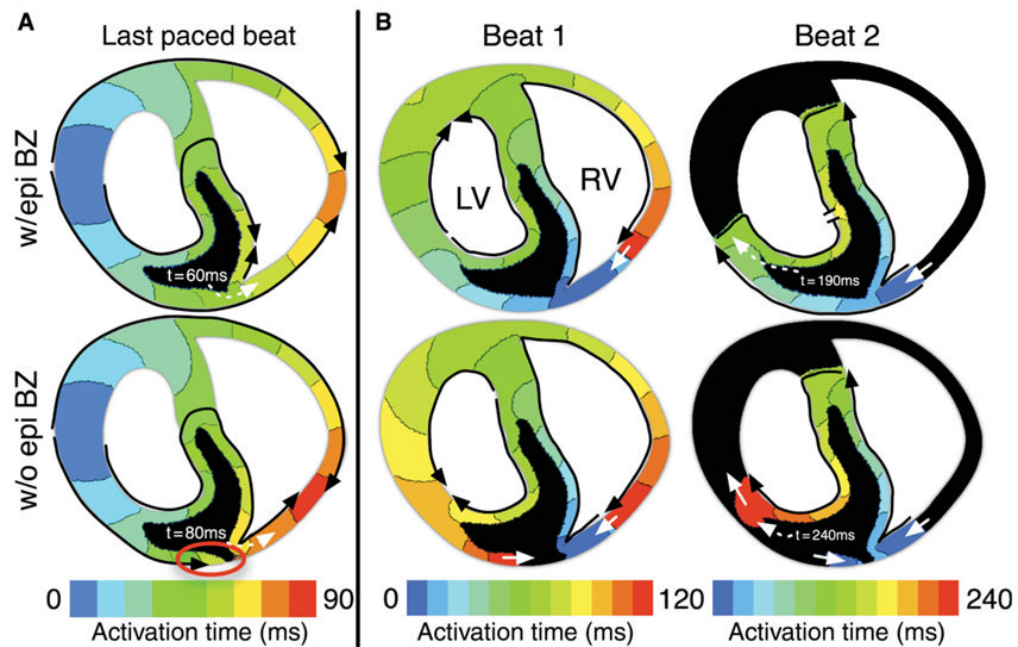 A
B
Last paced beat
Beat 1
Beat 2
w/epi BZ
t=60ms
LV
RV
t=190ms
w/o epi BZ
t=80ms
t=240ms
0
90
Activation time (ms)
0
120
Activation time (ms)
240
Activation time (ms)